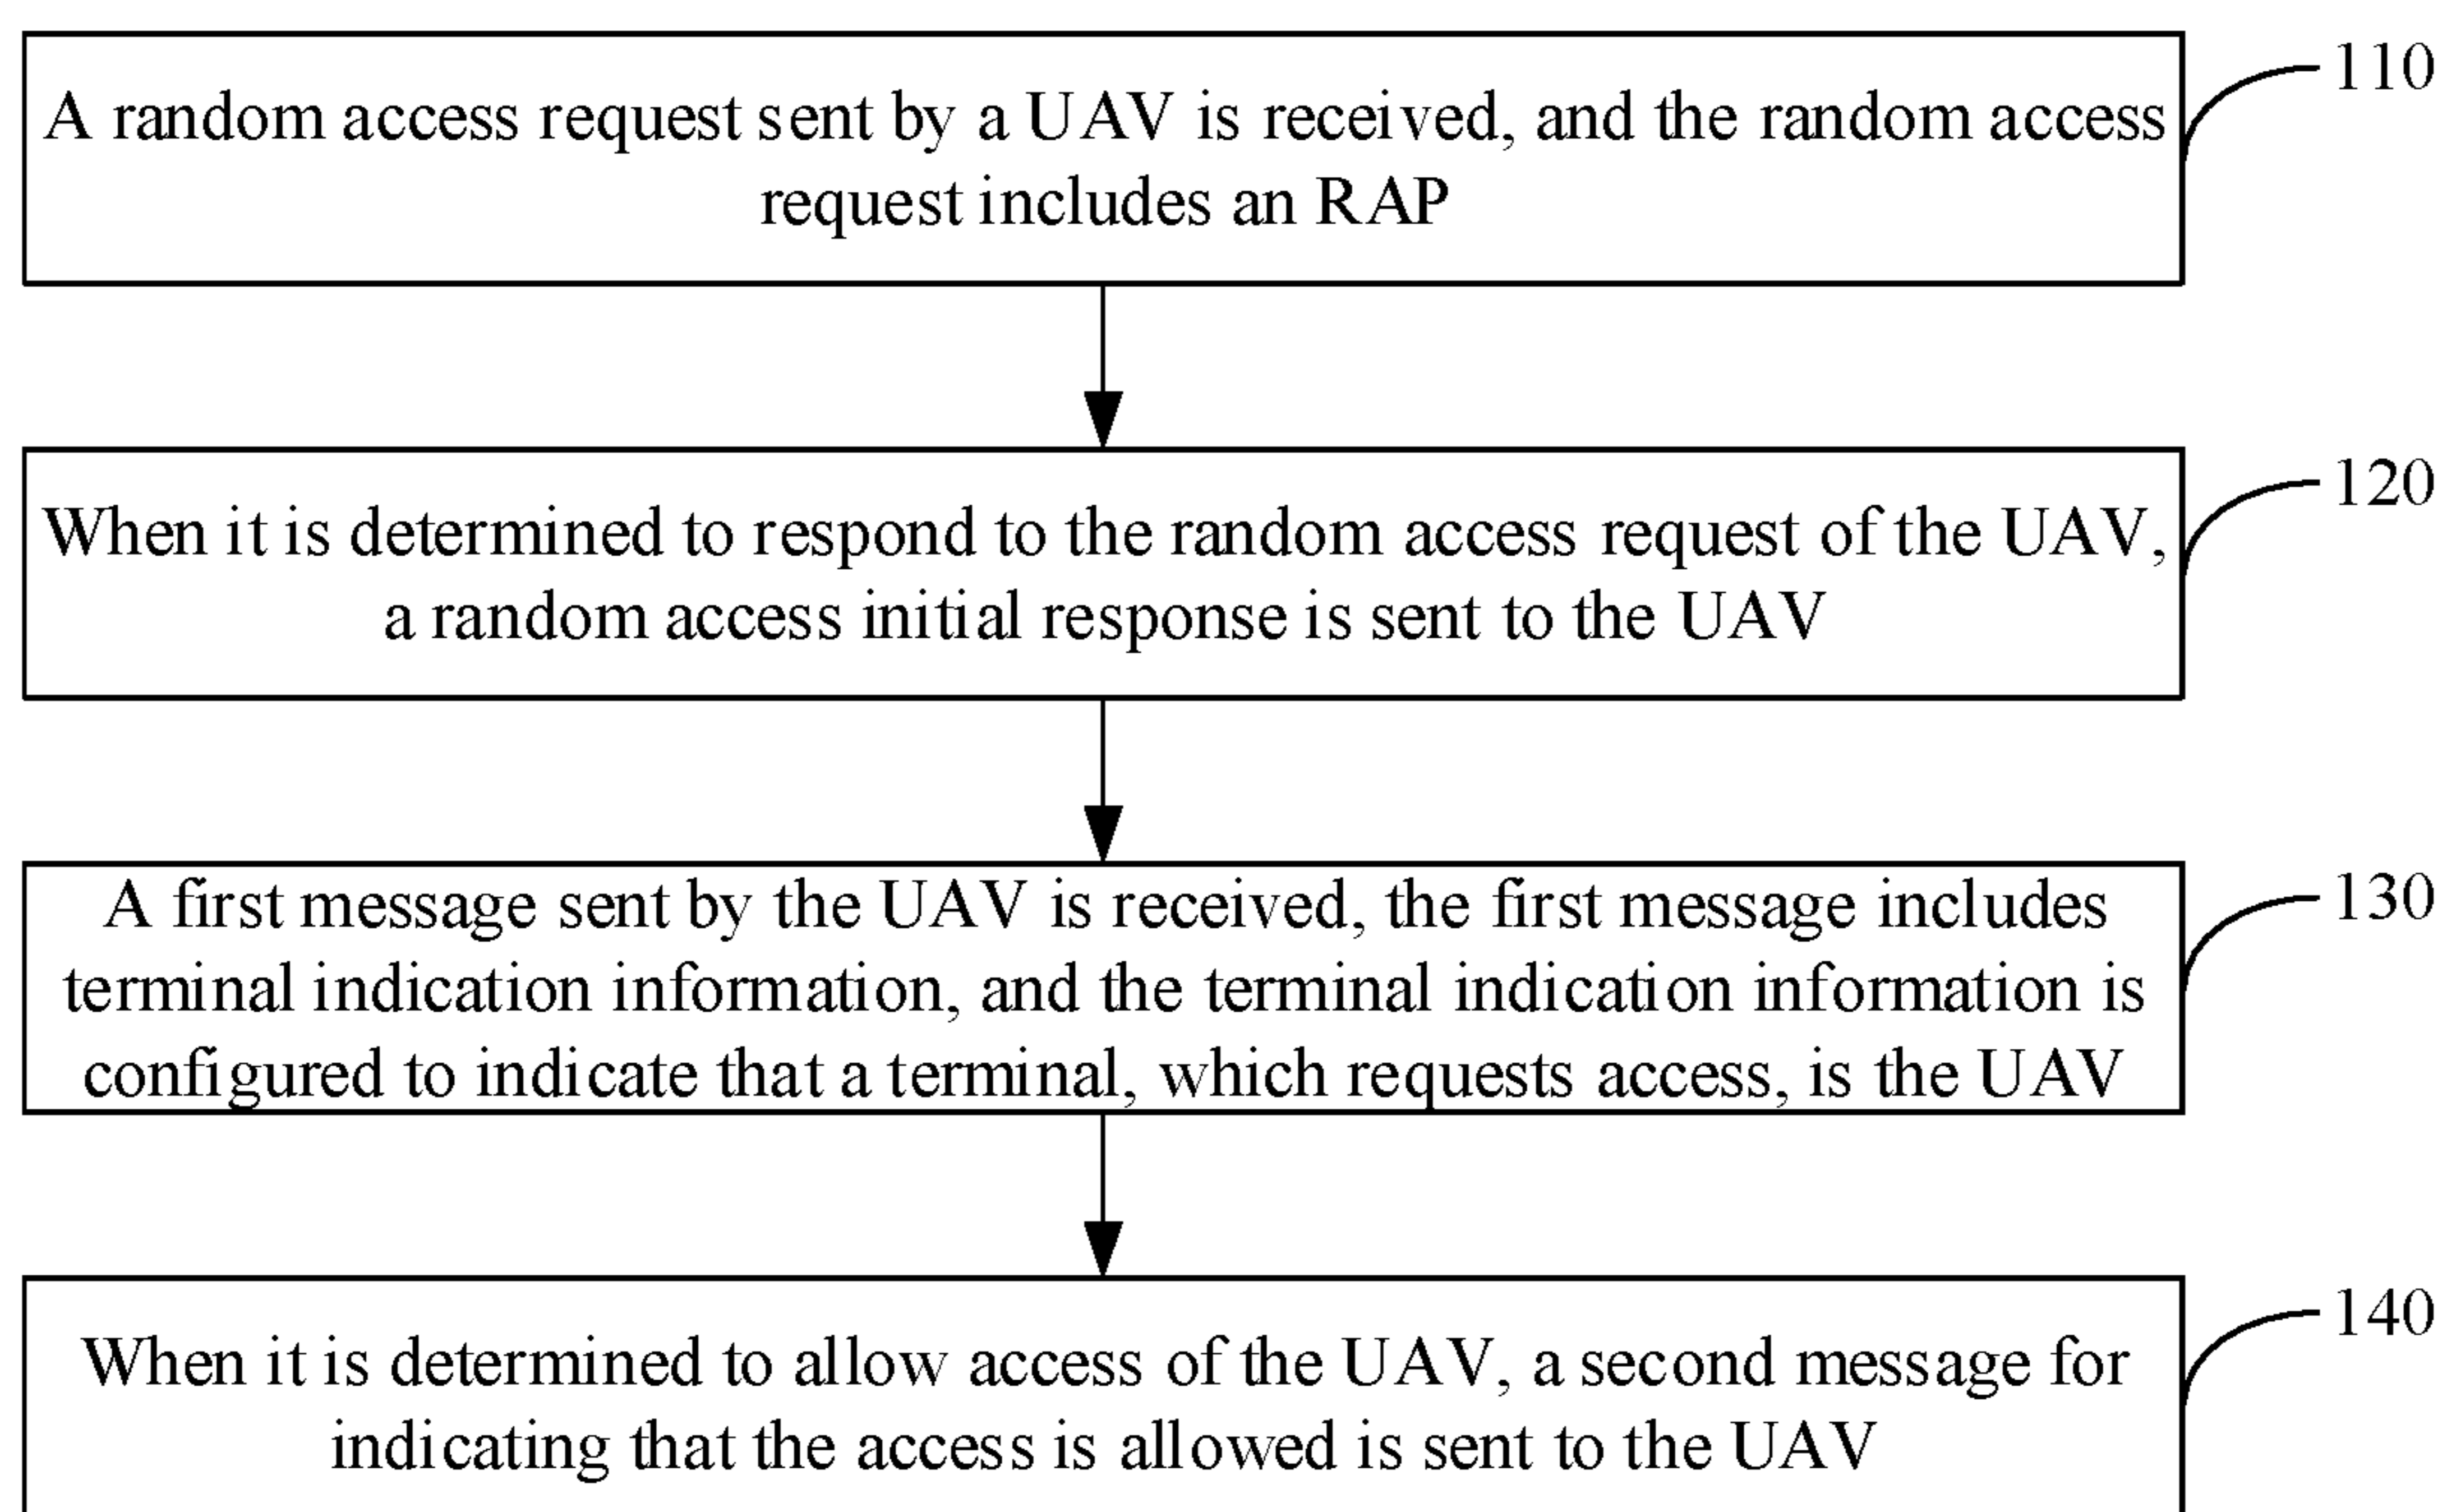 A random access request sent by a UAV is received, and the random access
request includes an RAP
110
When it is determined to respond to the random access request of the UAV,
a random access initial response is sent to the UAV
120
A first message sent by the UAV is received, the first message includes
terminal indication information, and the terminal indication information is
configured to indicate that a terminal, which requests access, is the UAV
130
When it is determined to allow access of the UAV, a second message for
indicating that the access is allowed is sent to the UAV
140